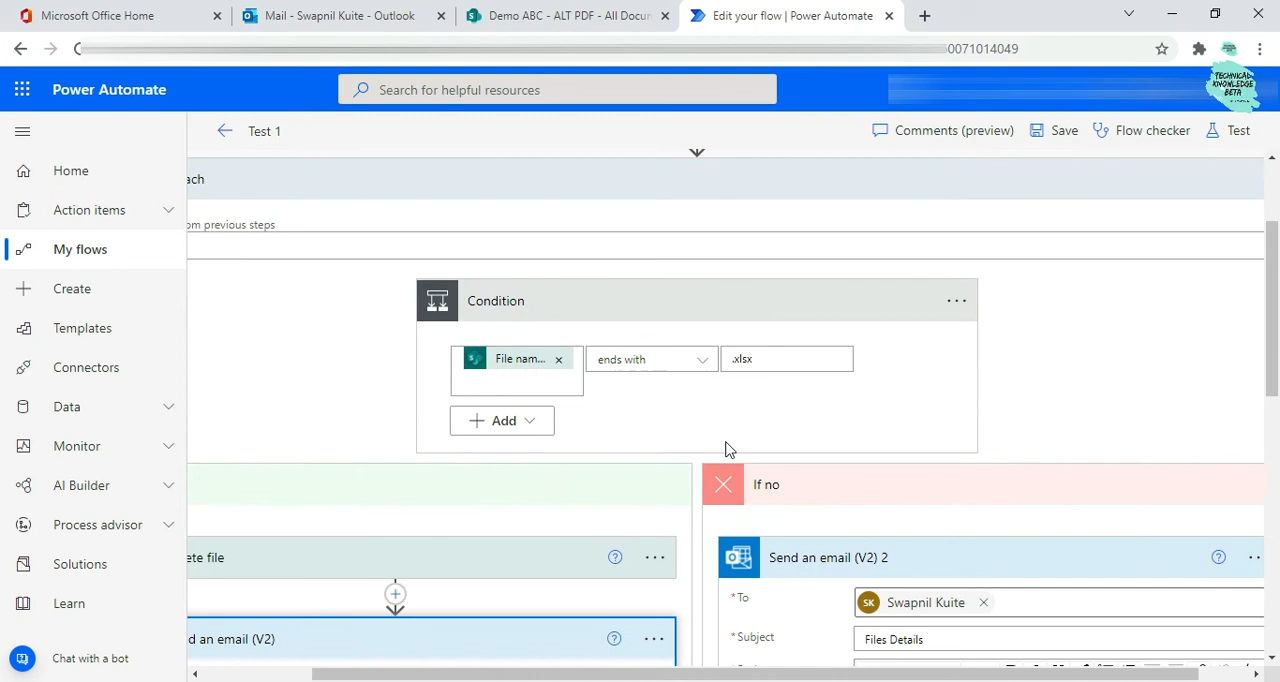 Microsoft Office Home
Mail - Swapnil Kuite - Outlook
Demo ABC - ALT PDF - All Docun
Edit your flow | Power Automate
0071014049
Power Automate
Search for helpful resources
TECHNICAL
KNOWLEDGE
BETA
Test 1
Comments (preview)
Save
Flow checker
Test
Home
Action items
My flows
Create
Templates
Connectors
Data
Monitor
AI Builder
Process advisor
Solutions
Learn
Chat with a bot
ach
om previous steps
Condition
File nam...
ends with
.xlsx
Add
If no
ete file
Send an email (V2) 2
*To
SK
Swapnil Kuite
d an email (V2)
*Subject
Files Details